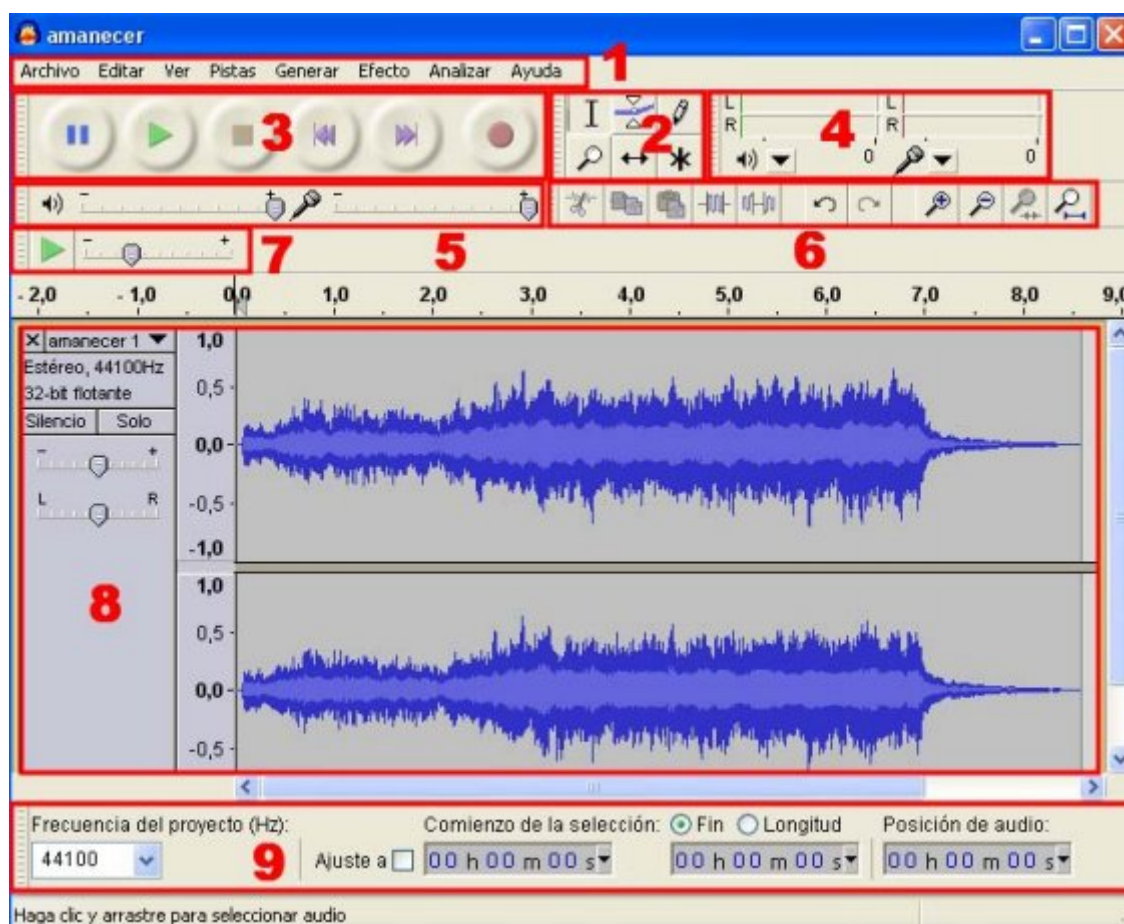 amanecer
Archivo Editar Ver Pistas Generar Efecto Analizar Ayuda 1
3 2 4
L L
R R
0 0
- + - +
7 5 6
- +
- 2,0 - 1,0 0,0 1,0 2,0 3,0 4,0 5,0 6,0 7,0 8,0 9,0
amanecer 1
Estéreo, 44100Hz
32-bit flotante
Silencio Solo
- +
L R
8
1,0
0,5
0,0
-0,5
-1,0
1,0
0,5
0,0
-0,5
Frecuencia del proyecto (Hz): Comienzo de la selección: Fin Longitud Posición de audio:
44100 9 Ajuste a 00 h 00 m 00 s 00 h 00 m 00 s 00 h 00 m 00 s
Haga clic y arrastre para seleccionar audio